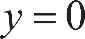 y = 0